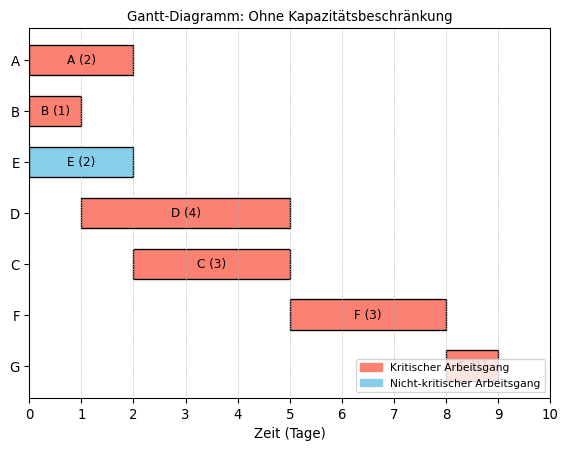 Gantt-Diagramm: Ohne Kapazitätsbeschränkung
A
A (2)
B
B (1)
E
E (2)
D
D (4)
C
C (3)
F
F (3)
G
Kritischer Arbeitsgang
Nicht-kritischer Arbeitsgang
0 1 2 3 4 5 6 7 8 9 10
Zeit (Tage)